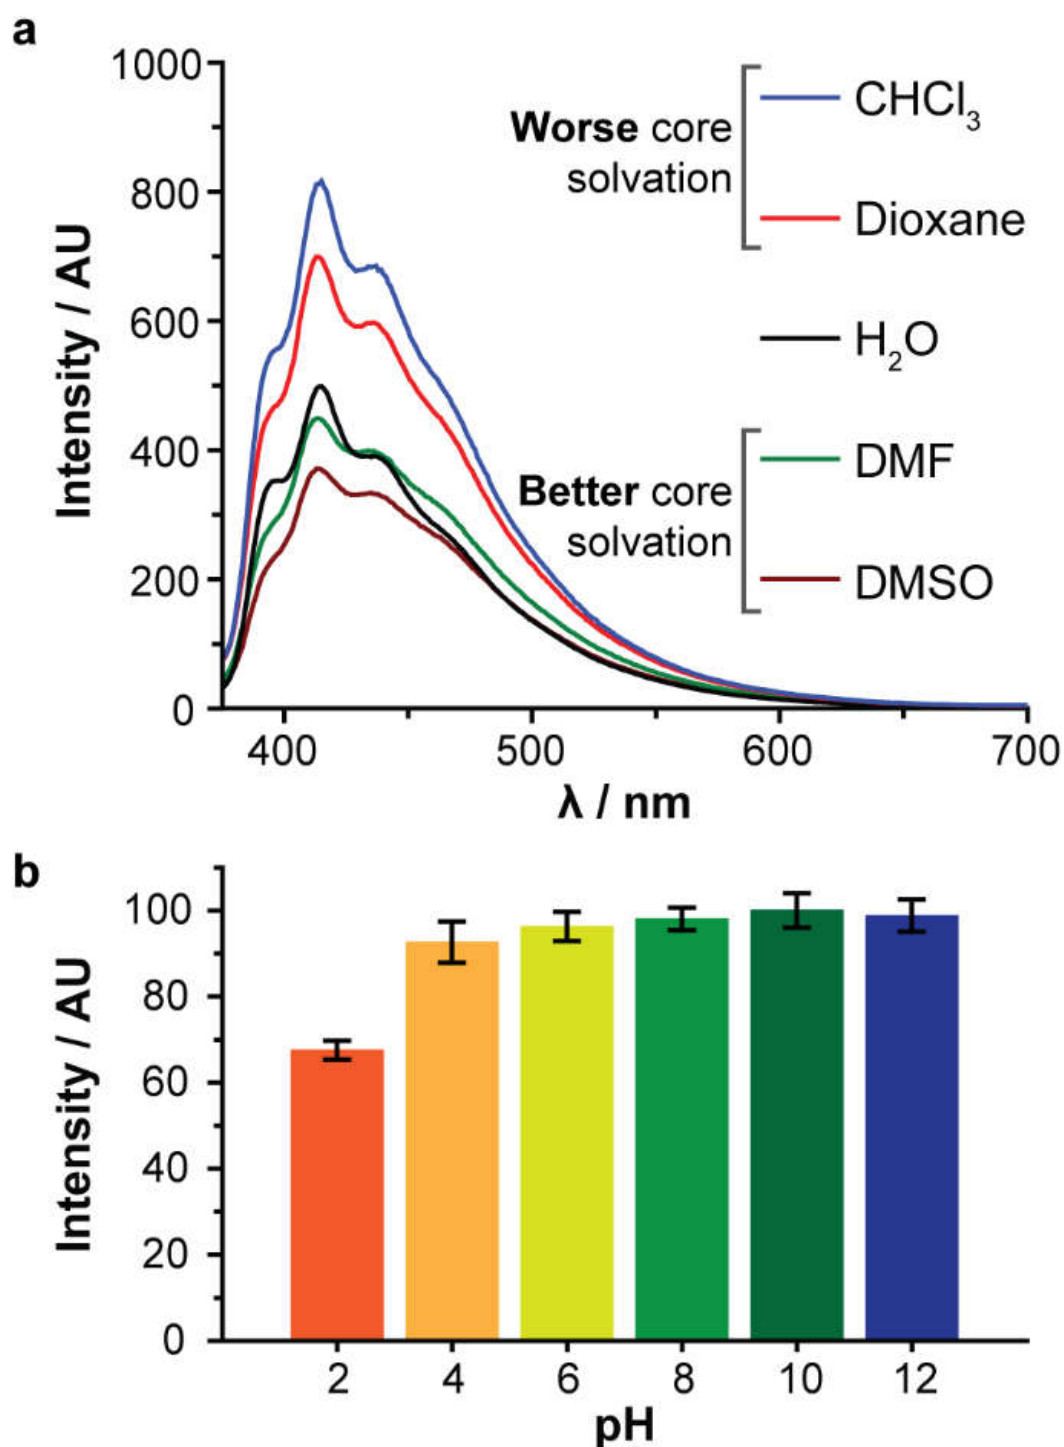 a
1000
800
600
400
200
0
Intensity / AU
400 500 600 700
λ / nm
Worse core
solvation
CHCl₃
Dioxane
H₂O
Better core
solvation
DMF
DMSO
b
100
80
60
40
20
0
Intensity / AU
2 4 6 8 10 12
pH